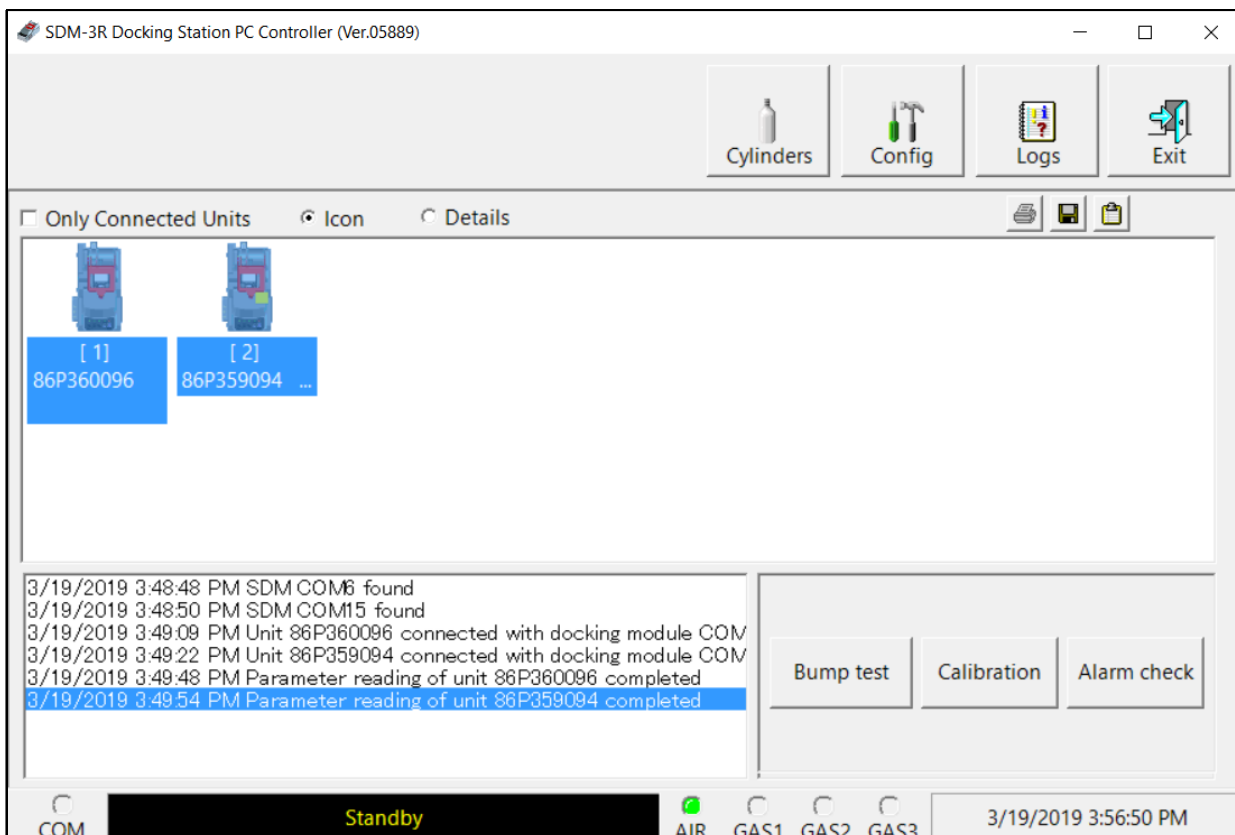 SDM-3R Docking Station PC Controller (Ver.05889)
Cylinders
Config
Logs
Exit
Only Connected Units
Icon
Details
[ 1]
86P360096
[ 2]
86P359094 ...
3/19/2019 3:48:48 PM SDM COM6 found
3/19/2019 3:48:50 PM SDM COM15 found
3/19/2019 3:49:09 PM Unit 86P360096 connected with docking module COM
3/19/2019 3:49:22 PM Unit 86P359094 connected with docking module COM
3/19/2019 3:49:48 PM Parameter reading of unit 86P360096 completed
3/19/2019 3:49:54 PM Parameter reading of unit 86P359094 completed
Bump test
Calibration
Alarm check
COM
Standby
AIR
GAS1
GAS2
GAS3
3/19/2019 3:56:50 PM